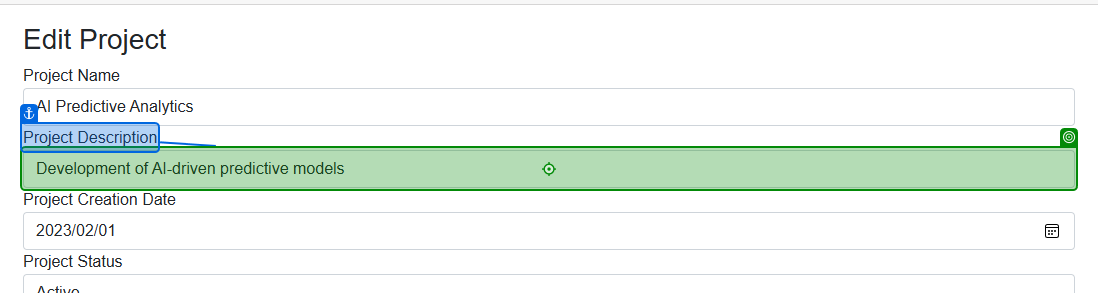 Edit Project
Project Name
AI Predictive Analytics
Project Description
Development of AI-driven predictive models
Project Creation Date
2023/02/01
Project Status
Active